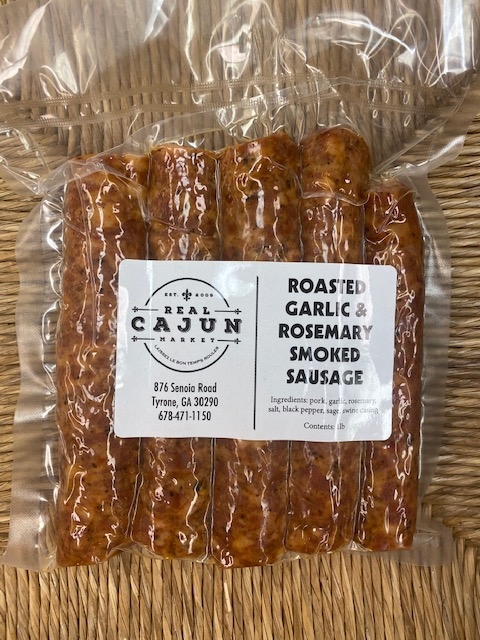 EST. 2009
REAL
CAJUN
MARKET
LAISSEZ LE BON TEMPS ROULER
876 Senoia Road
Tyrone, GA 30290
678-471-1150
ROASTED
GARLIC &
ROSEMARY
SMOKED
SAUSAGE
Ingredients: pork, garlic, rosemary,
salt, black pepper, sage, swine casing
Contents: 1lb